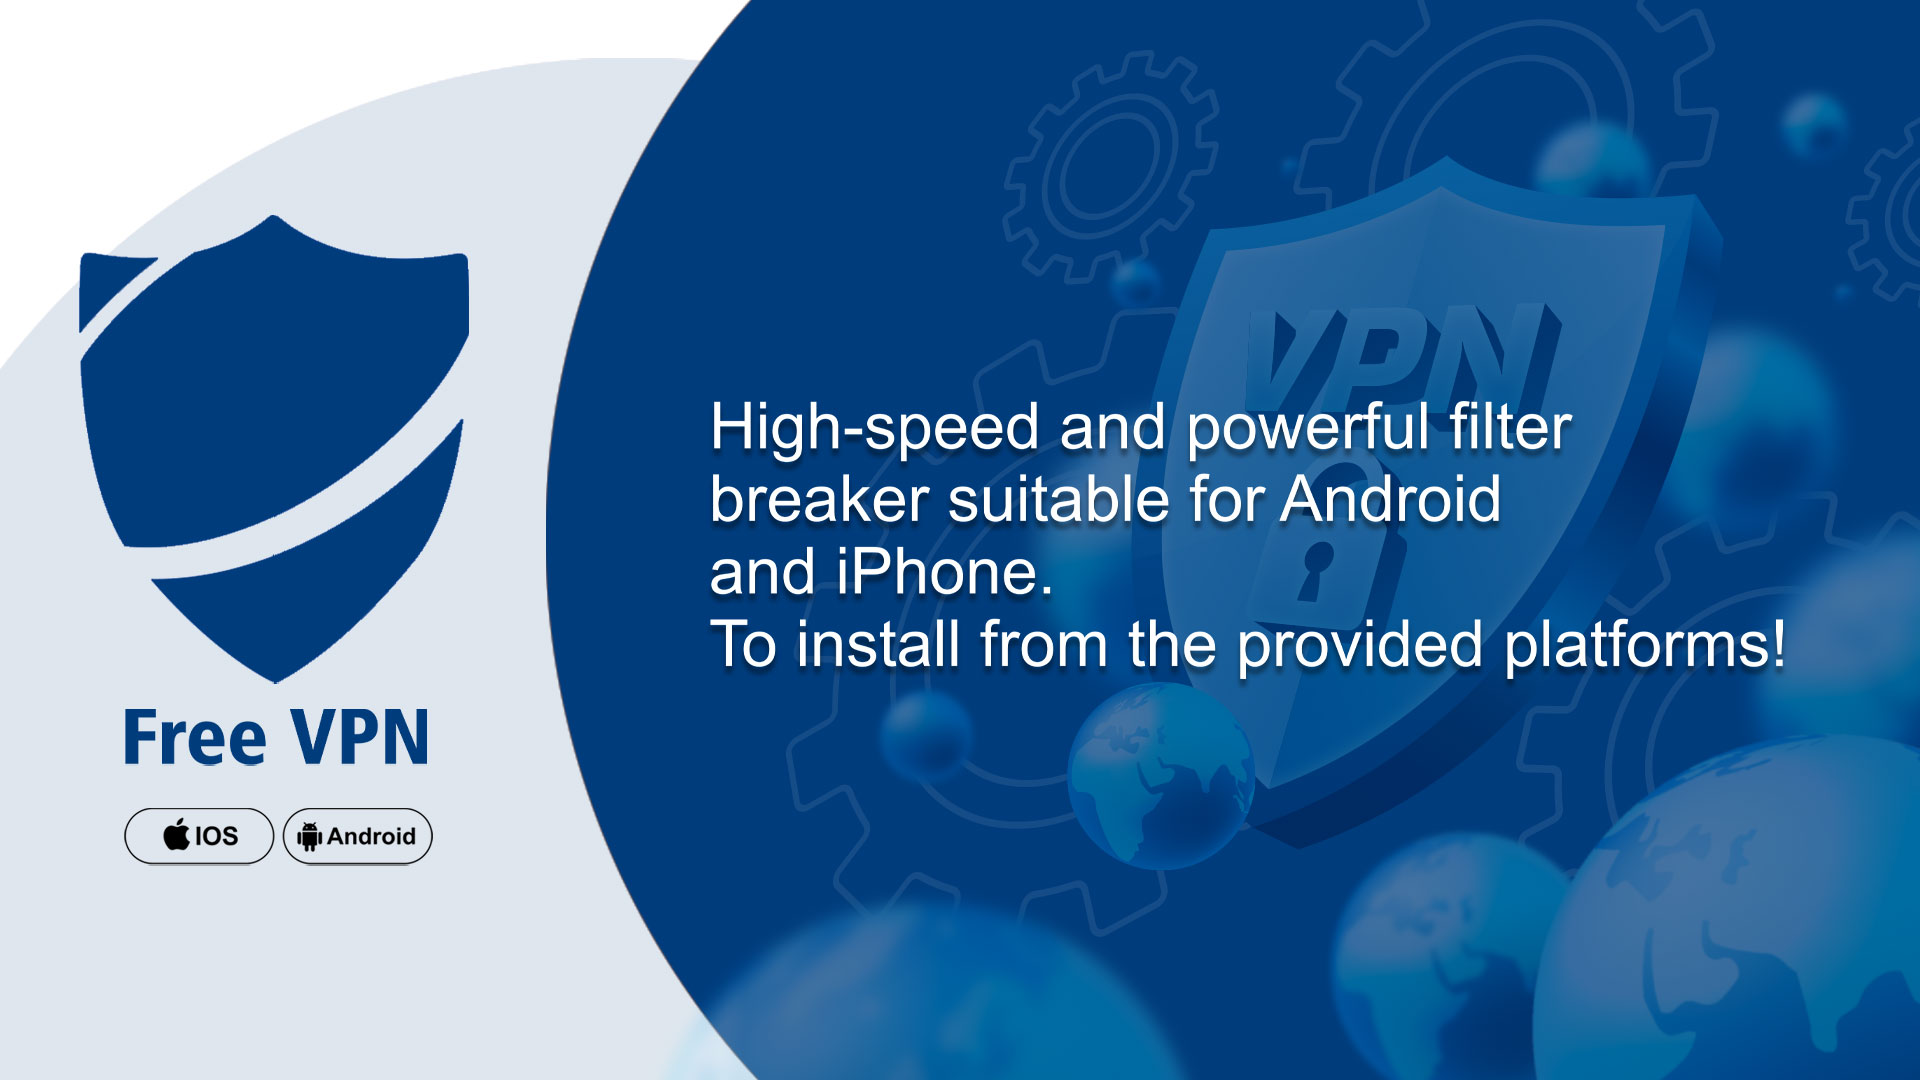 VPN
High-speed and powerful filter
breaker suitable for Android
and iPhone.
To install from the provided platforms!
Free VPN
IOS
Android